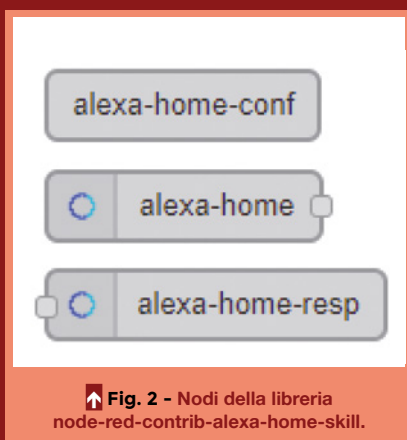 alexa-home-conf
alexa-home
alexa-home-resp
Fig. 2 - Nodi della libreria
node-red-contrib-alexa-home-skill.